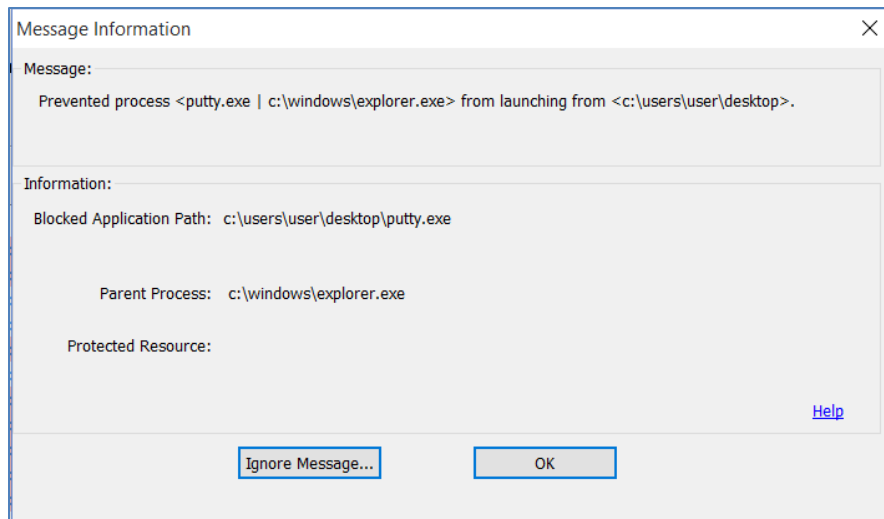 Message Information
Message:
Prevented process <putty.exe | c:\windows\explorer.exe> from launching from <c:\users\user\desktop>.
Information:
Blocked Application Path: c:\users\user\desktop\putty.exe
Parent Process: c:\windows\explorer.exe
Protected Resource:
Help
Ignore Message... OK